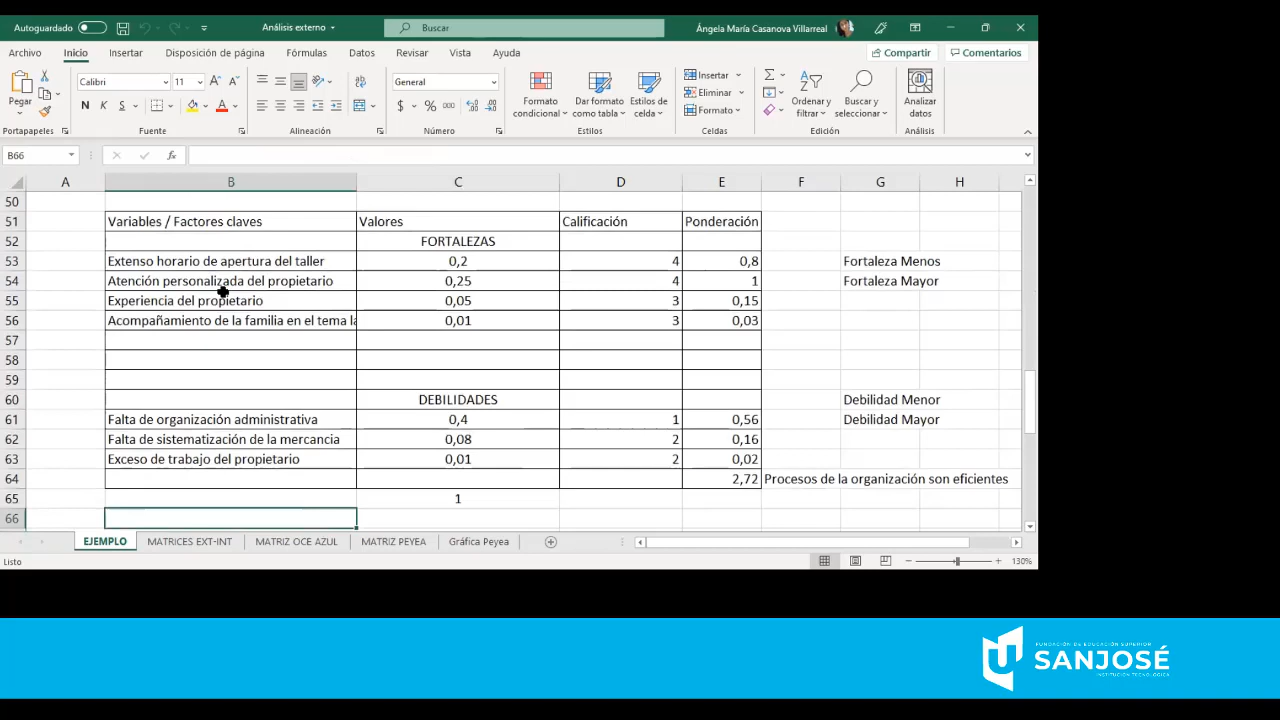 Autoguardado Análisis externo Buscar Ángela María Casanova Villarreal
Archivo Inicio Insertar Disposición de página Fórmulas Datos Revisar Vista Ayuda Compartir Comentarios
Pegar Calibri 11 General Formato condicional Dar formato como tabla Estilos de celda Insertar Eliminar Formato Ordenar y filtrar Buscar y seleccionar Analizar datos
N K S $ % 000
Portapapeles Fuente Alineación Número Estilos Celdas Edición Análisis
B66 fx
A B C D E F G H
50
51 Variables / Factores claves Valores Calificación Ponderación
52 FORTALEZAS
53 Extenso horario de apertura del taller 0,2 4 0,8 Fortaleza Menos
54 Atención personalizada del propietario 0,25 4 1 Fortaleza Mayor
55 Experiencia del propietario 0,05 3 0,15
56 Acompañamiento de la familia en el tema la 0,01 3 0,03
57
58
59
60 DEBILIDADES Debilidad Menor
61 Falta de organización administrativa 0,4 1 0,56 Debilidad Mayor
62 Falta de sistematización de la mercancia 0,08 2 0,16
63 Exceso de trabajo del propietario 0,01 2 0,02
64 2,72 Procesos de la organización son eficientes
65 1
66
EJEMPLO MATRICES EXT-INT MATRIZ OCE AZUL MATRIZ PEYEA Gráfica Peyea
Listo 130%
FUNDACIÓN DE EDUCACIÓN SUPERIOR
SANJOSÉ
INSTITUCIÓN TECNOLÓGICA